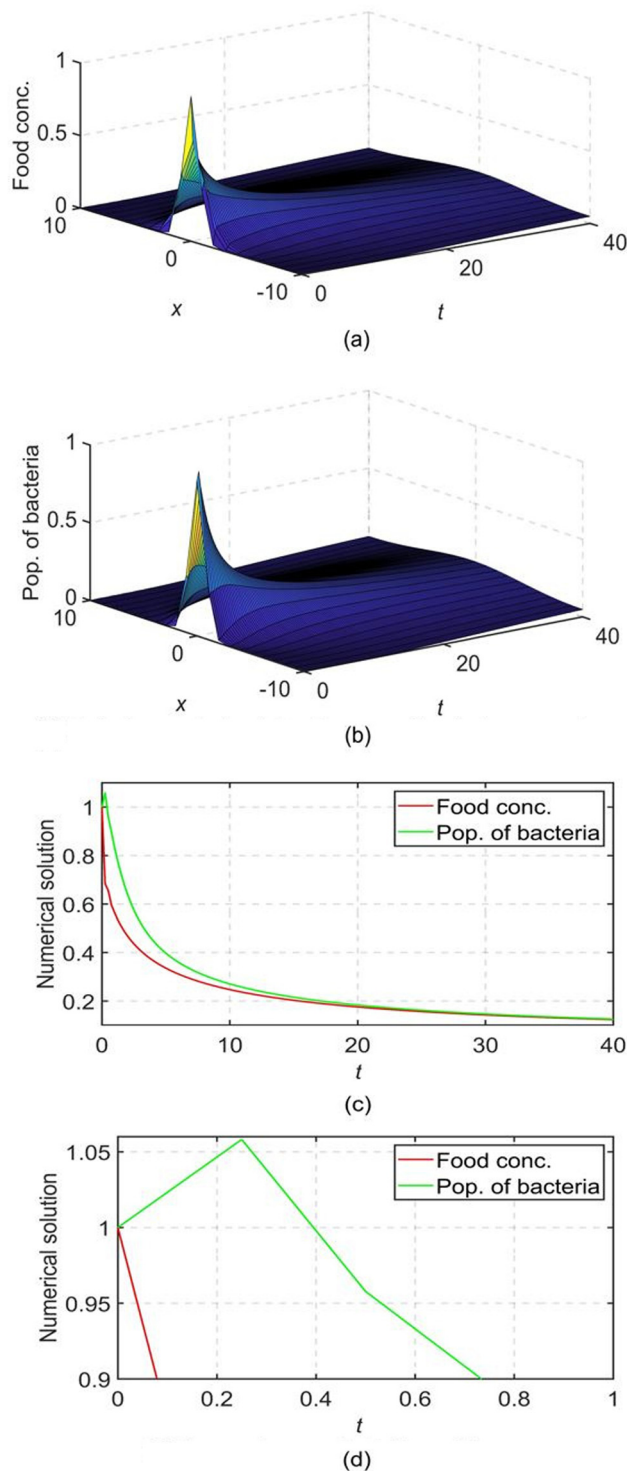 1
0.5
0
Food conc.
10
0
-10
x
0
20
40
t
(a)
1
0.5
0
Pop. of bacteria
10
0
-10
x
0
20
40
t
(b)
1
0.8
0.6
0.4
0.2
Numerical solution
Food conc.
Pop. of bacteria
0 10 20 30 40
t
(c)
1.05
1
0.95
0.9
Numerical solution
Food conc.
Pop. of bacteria
0 0.2 0.4 0.6 0.8 1
t
(d)